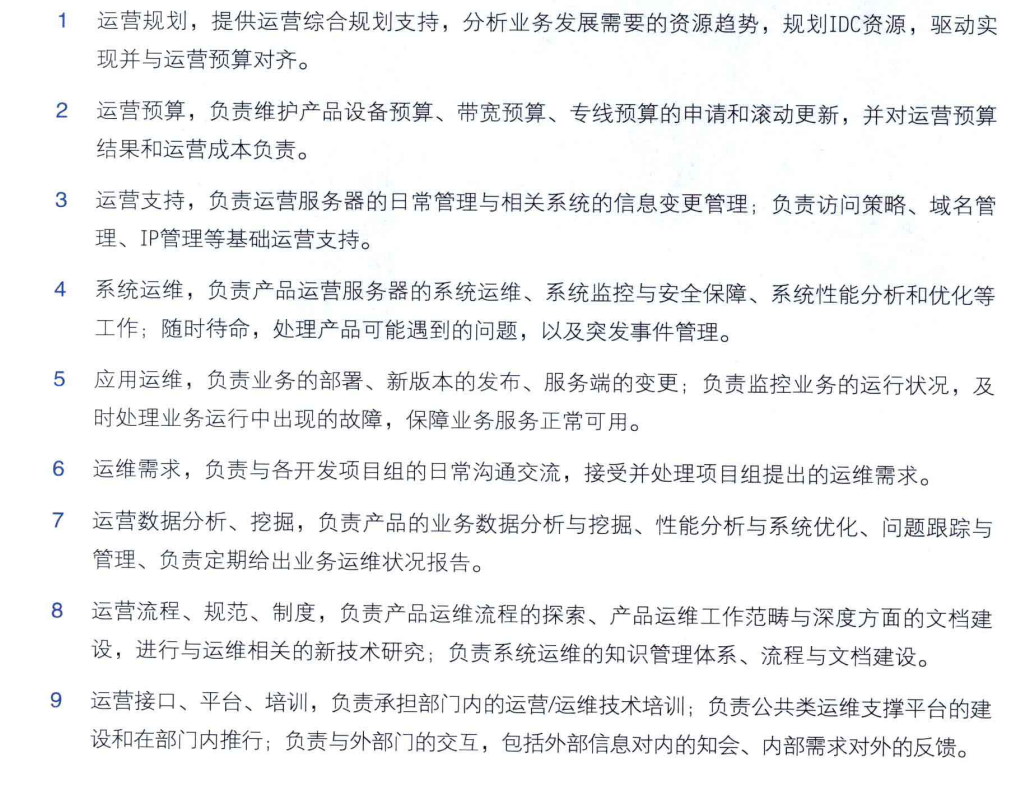 1 运营规划，提供运营综合规划支持，分析业务发展需要的资源趋势，规划IDC资源，驱动实
现并与运营预算对齐。
2 运营预算，负责维护产品设备预算、带宽预算、专线预算的申请和滚动更新，并对运营预算
结果和运营成本负责。
3 运营支持，负责运营服务器的日常管理与相关系统的信息变更管理；负责访问策略、域名管
理、IP管理等基础运营支持。
4 系统运维，负责产品运营服务器的系统运维、系统监控与安全保障、系统性能分析和优化等
工作；随时待命，处理产品可能遇到的问题，以及突发事件管理。
5 应用运维，负责业务的部署、新版本的发布、服务端的变更；负责监控业务的运行状况，及
时处理业务运行中出现的故障，保障业务服务正常可用。
6 运维需求，负责与各开发项目组的日常沟通交流，接受并处理项目组提出的运维需求。
7 运营数据分析、挖掘，负责产品的业务数据分析与挖掘、性能分析与系统优化、问题跟踪与
管理、负责定期给出业务运维状况报告。
8 运营流程、规范、制度，负责产品运维流程的探索、产品运维工作范畴与深度方面的文档建
设，进行与运维相关的新技术研究；负责系统运维的知识管理体系、流程与文档建设。
9 运营接口、平台、培训，负责承担部门内的运营/运维技术培训；负责公共类运维支撑平台的建
设和在部门内推行；负责与外部门的交互，包括外部信息对内的知会、内部需求对外的反馈。